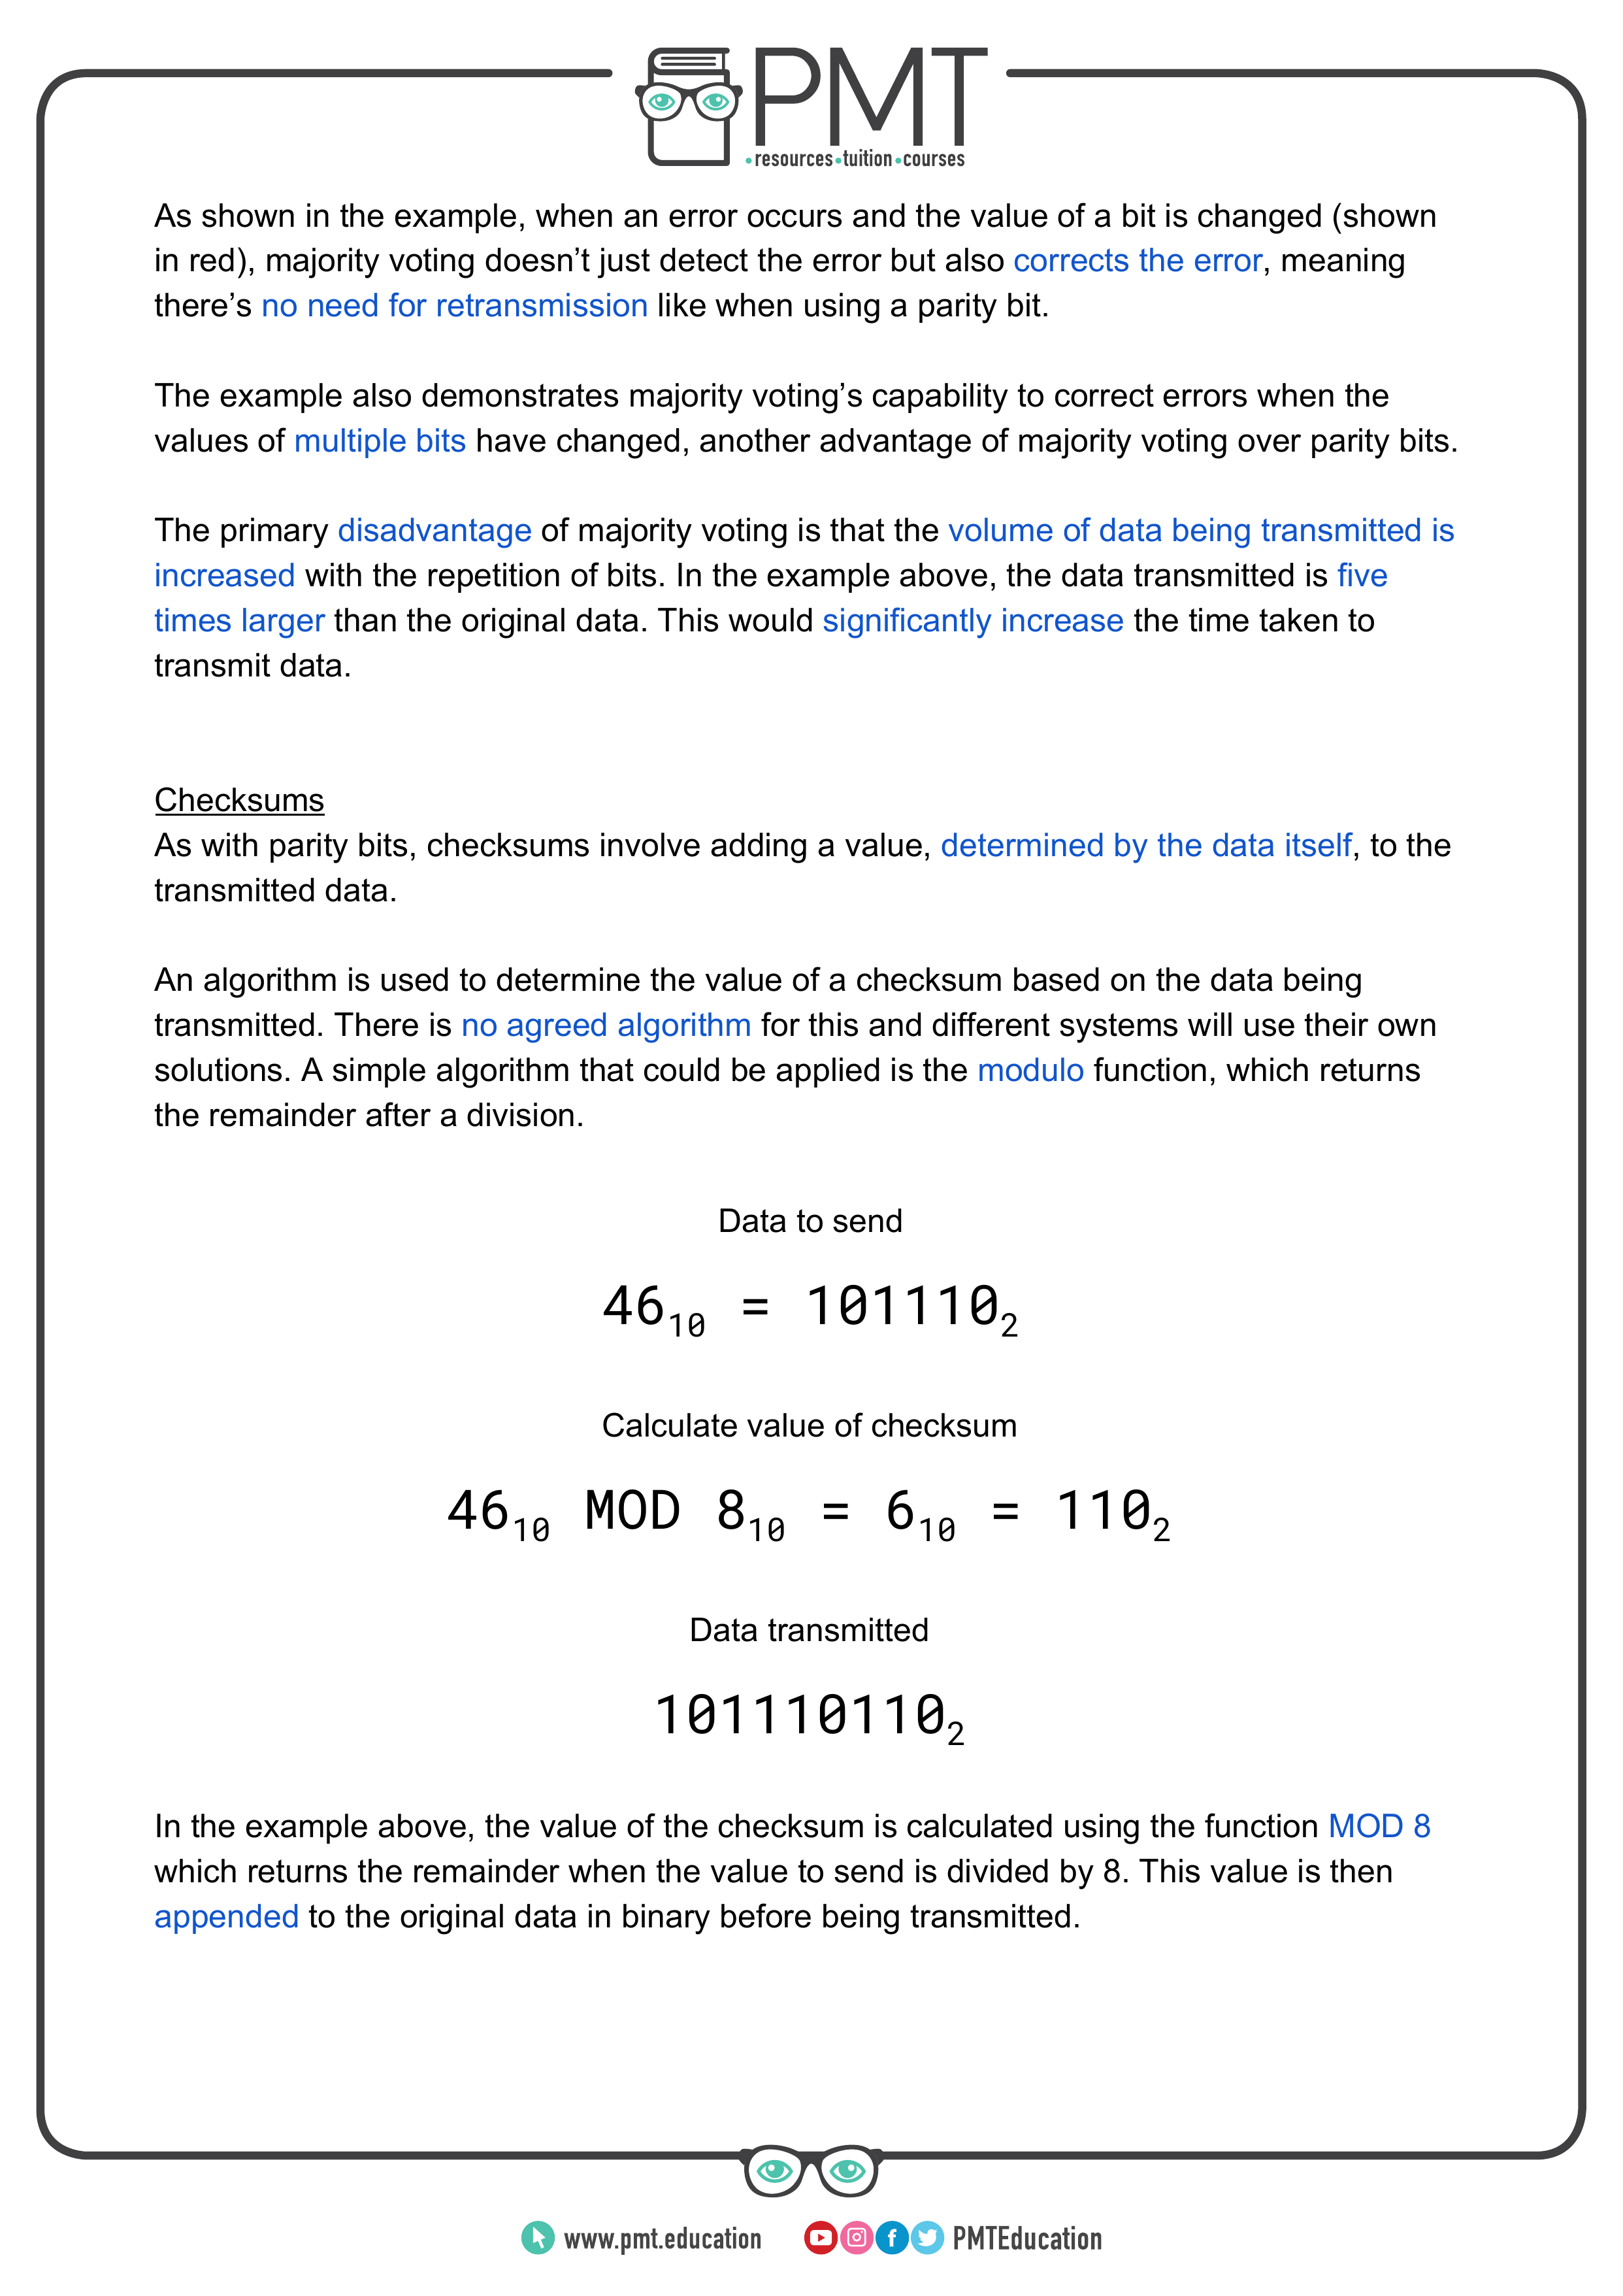 PMT
resources tuition courses
As shown in the example, when an error occurs and the value of a bit is changed (shown
in red), majority voting doesn’t just detect the error but also corrects the error, meaning
there’s no need for retransmission like when using a parity bit.
The example also demonstrates majority voting’s capability to correct errors when the
values of multiple bits have changed, another advantage of majority voting over parity bits.
The primary disadvantage of majority voting is that the volume of data being transmitted is
increased with the repetition of bits. In the example above, the data transmitted is five
times larger than the original data. This would significantly increase the time taken to
transmit data.
Checksums
As with parity bits, checksums involve adding a value, determined by the data itself, to the
transmitted data.
An algorithm is used to determine the value of a checksum based on the data being
transmitted. There is no agreed algorithm for this and different systems will use their own
solutions. A simple algorithm that could be applied is the modulo function, which returns
the remainder after a division.
Data to send
46₁₀ = 101110₂
Calculate value of checksum
46₁₀ MOD 8₁₀ = 6₁₀ = 110₂
Data transmitted
101110110₂
In the example above, the value of the checksum is calculated using the function MOD 8
which returns the remainder when the value to send is divided by 8. This value is then
appended to the original data in binary before being transmitted.
www.pmt.education PMTEducation